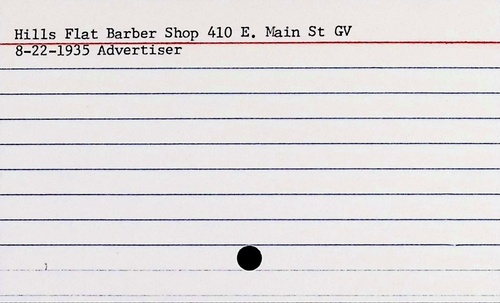 Hills Flat Barber Shop 410 E. Main St GV
8-22-1935 Advertiser